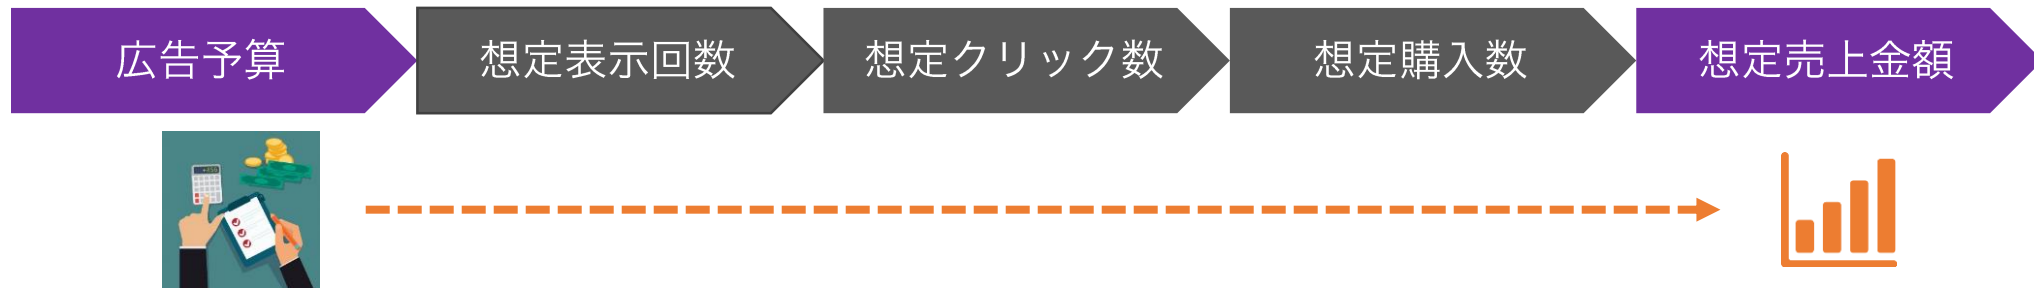 広告予算
想定表示回数
想定クリック数
想定購入数
想定売上金額